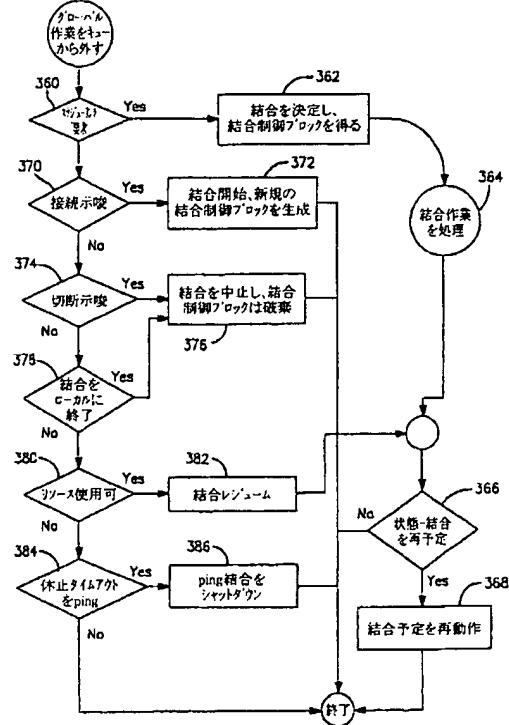 グローバル
作業をキュー
から外す
360
Yes
362
結合を決定し、
結合制御ブロックを得る
364
結合作業
を処理
370
接続示唆
Yes
No
372
結合開始、新規の
結合制御ブロックを生成
374
切断示唆
Yes
No
結合を中止し、結合
制御ブロックは破棄
376
378
結合を
ローカルに
終了
Yes
No
380
リソース使用可
Yes
No
382
結合レジューム
366
状態-結合
を再予定
No
Yes
384
休止タイムアウト
をping
Yes
No
386
ping結合を
シャットダウン
368
結合予定を再動作
終了